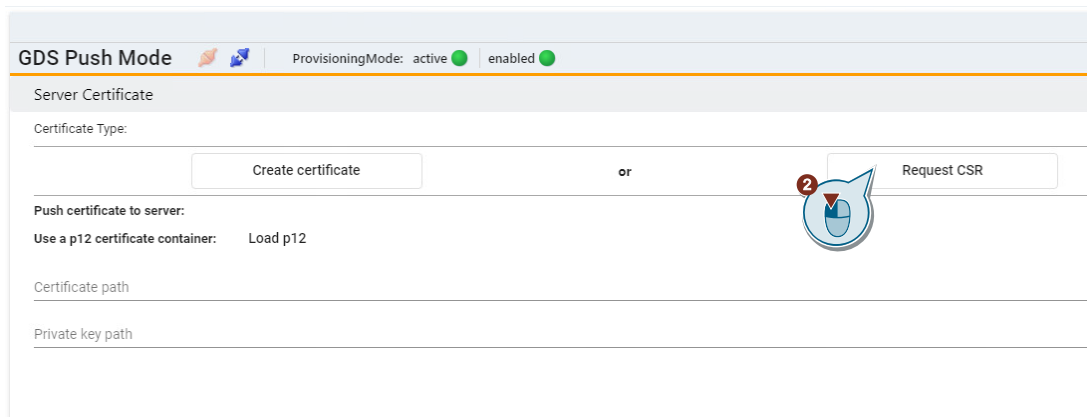 GDS Push Mode ProvisioningMode: active enabled
Server Certificate
Certificate Type:
Create certificate or Request CSR
2
Push certificate to server:
Use a p12 certificate container: Load p12
Certificate path
Private key path